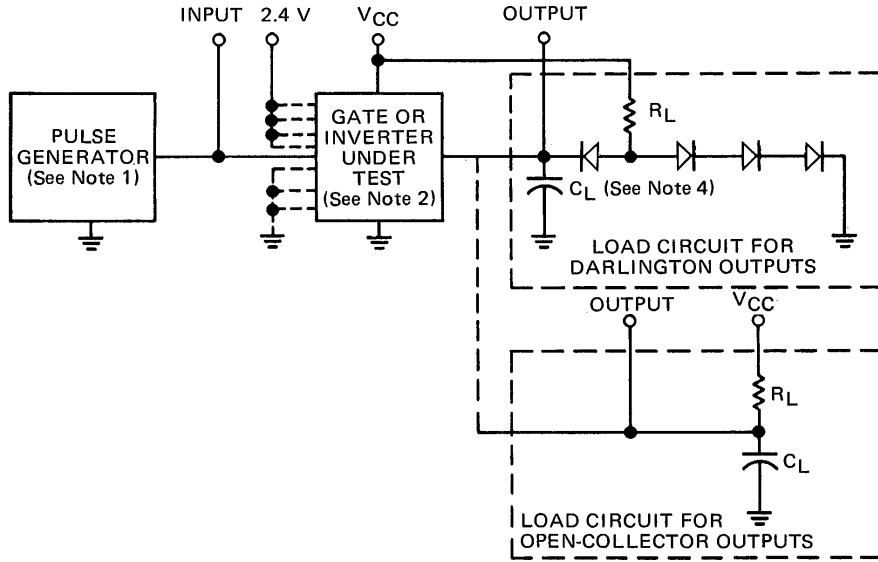 INPUT
2.4 V
VCC
OUTPUT
PULSE
GENERATOR
(See Note 1)
GATE OR
INVERTER
UNDER
TEST
(See Note 2)
RL
CL (See Note 4)
LOAD CIRCUIT FOR
DARLINGTON OUTPUTS
OUTPUT
VCC
RL
CL
LOAD CIRCUIT FOR
OPEN-COLLECTOR OUTPUTS